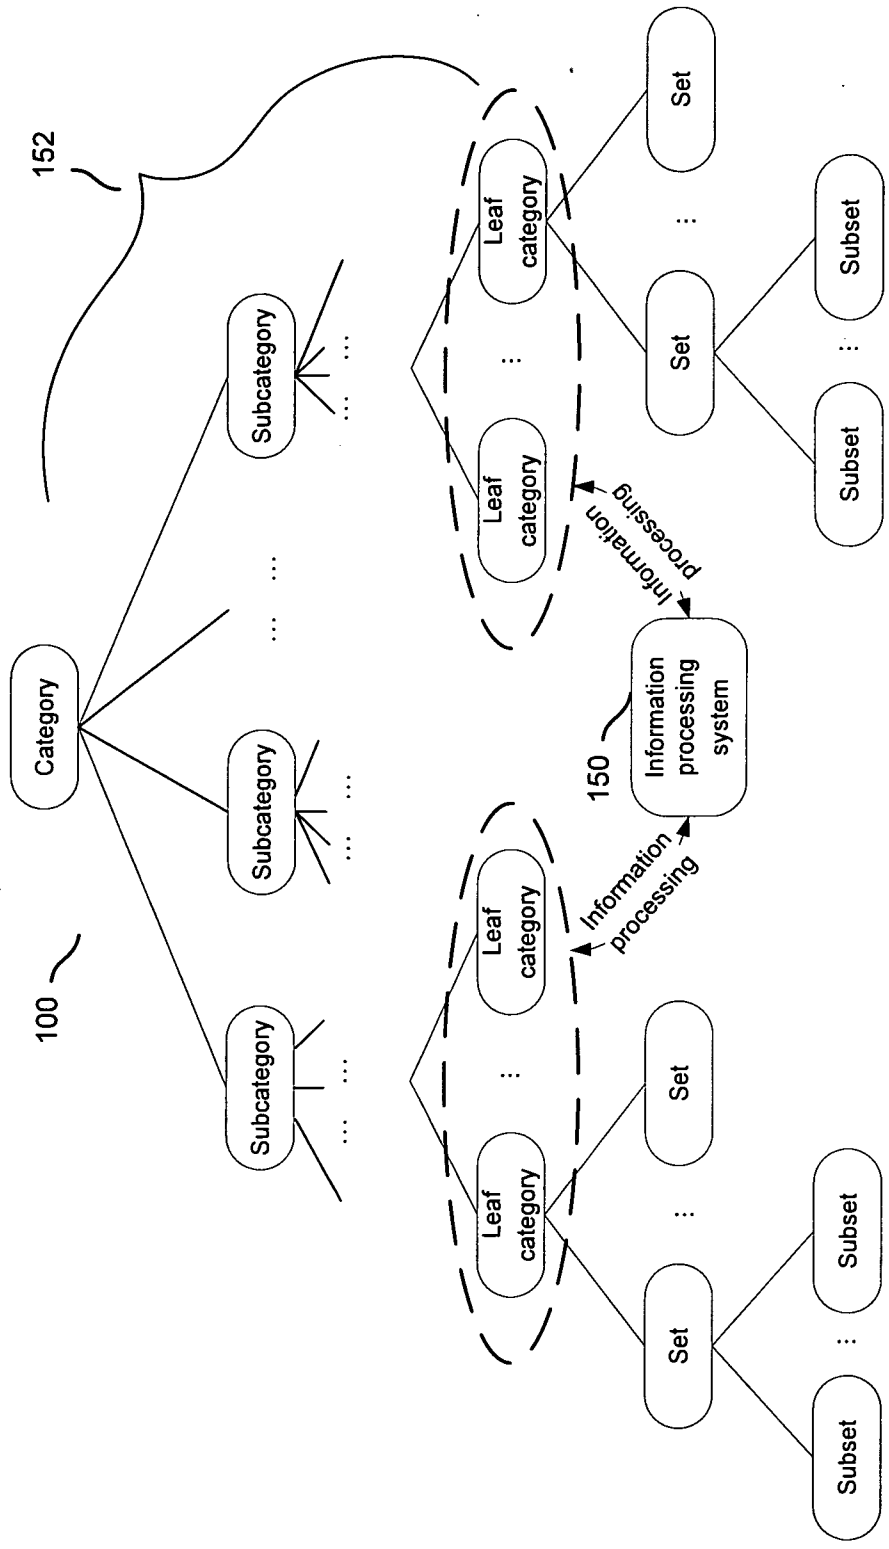 152
100
Category
Subcategory
Subcategory
Subcategory
...
...
...
...
...
...
...
...
Leaf
category
...
Leaf
category
Leaf
category
...
Leaf
category
Information
processing
150
Information
processing
system
Information
processing
Set
...
Set
Set
...
Set
Subset
...
Subset
Subset
...
Subset